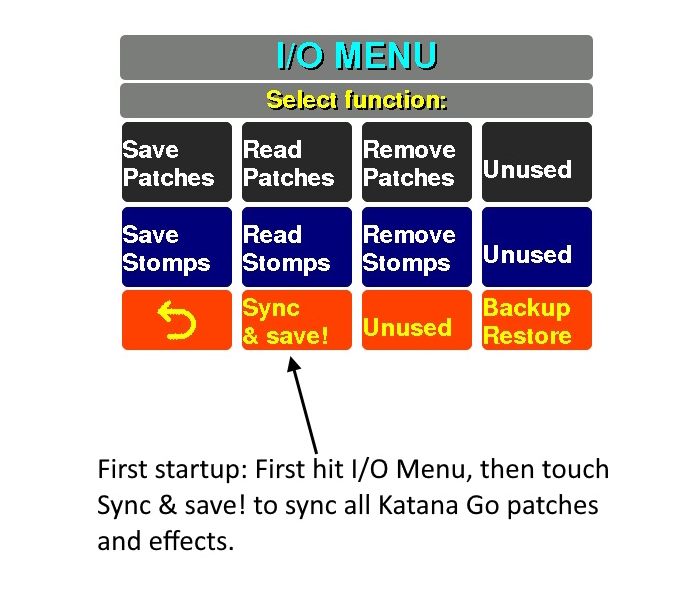 I/O MENU
Select function:
Save
Patches
Read
Patches
Remove
Patches
Unused
Save
Stomps
Read
Stomps
Remove
Stomps
Unused
Sync
& save!
Unused
Backup
Restore
First startup: First hit I/O Menu, then touch
Sync & save! to sync all Katana Go patches
and effects.